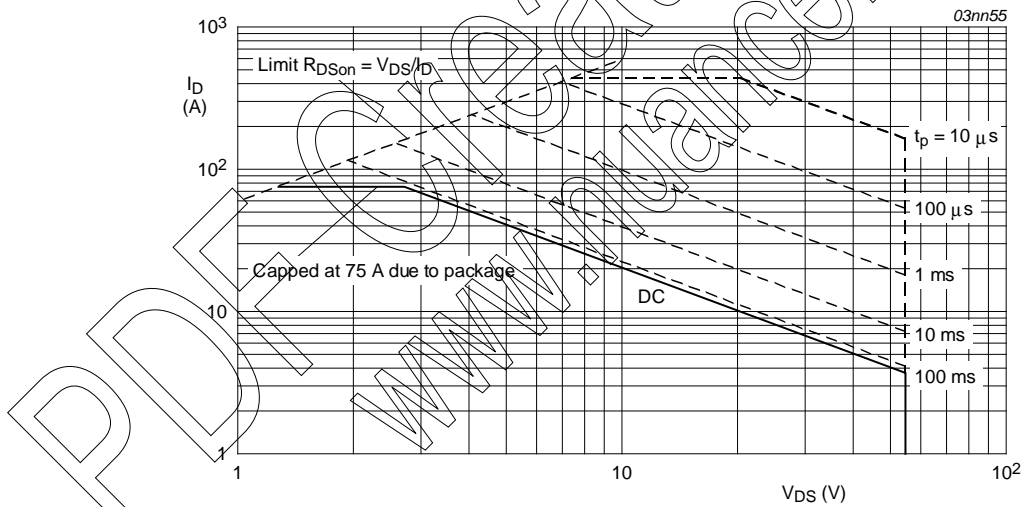 03nn55
10³
Limit R_DSon = V_DS/I_D
I_D
(A)
t_p = 10 μs
10²
100 μs
Capped at 75 A due to package
1 ms
DC
10
10 ms
100 ms
1
1
10
10²
V_DS (V)